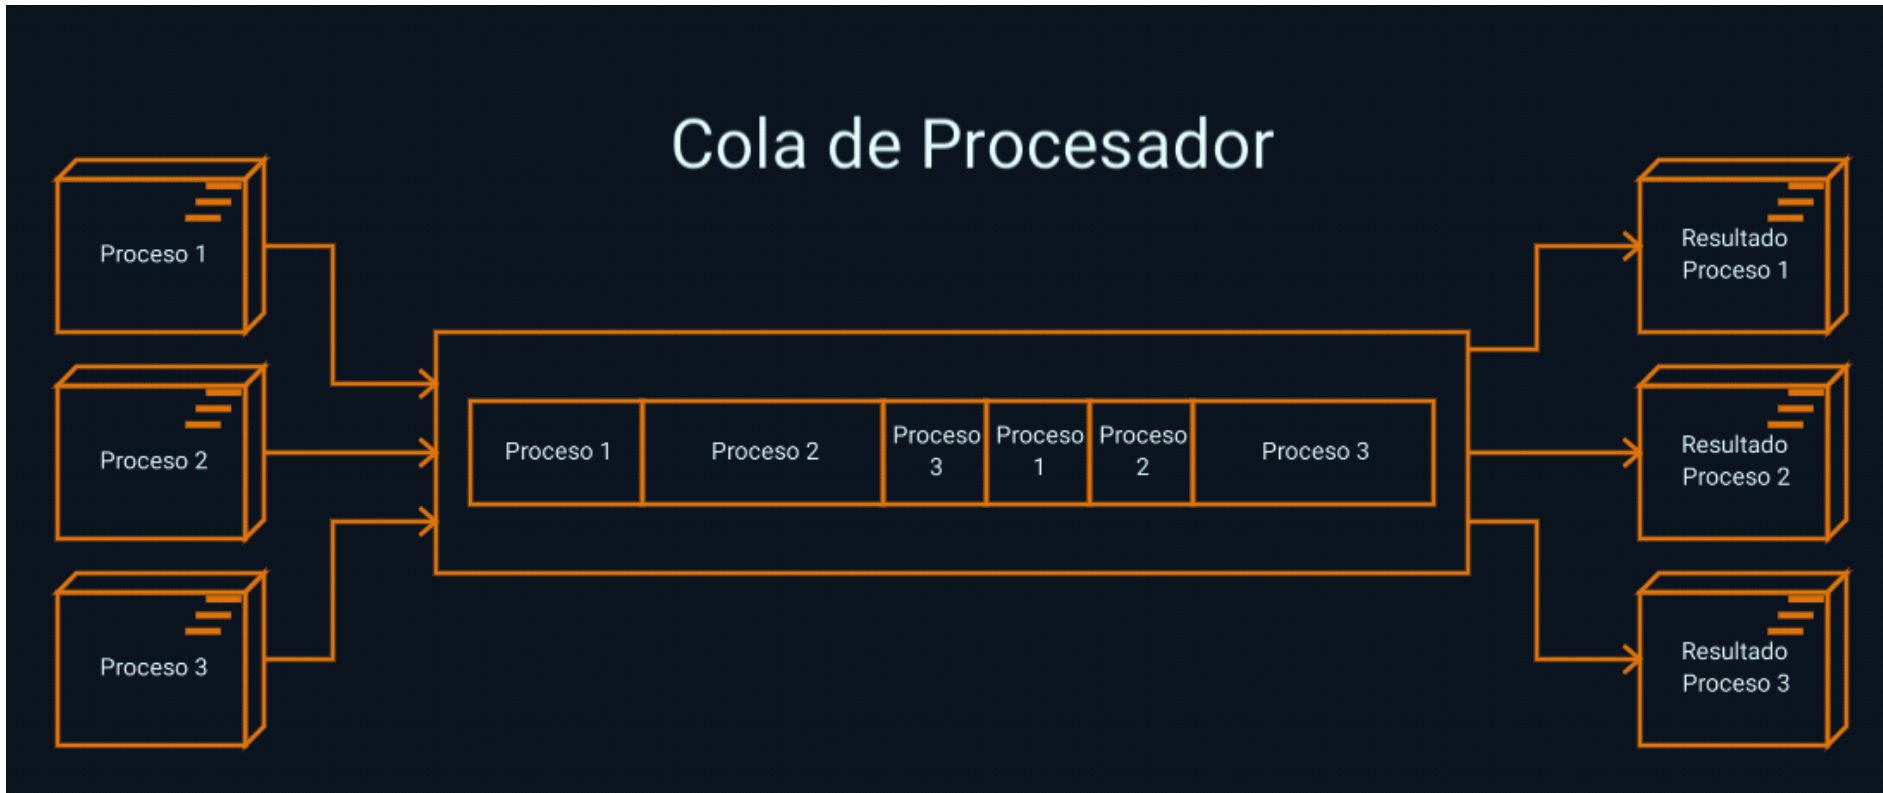 Cola de Procesador
Proceso 1
Proceso 2
Proceso 3
Proceso 1
Proceso 2
Proceso
3
Proceso
1
Proceso
2
Proceso 3
Resultado
Proceso 1
Resultado
Proceso 2
Resultado
Proceso 3